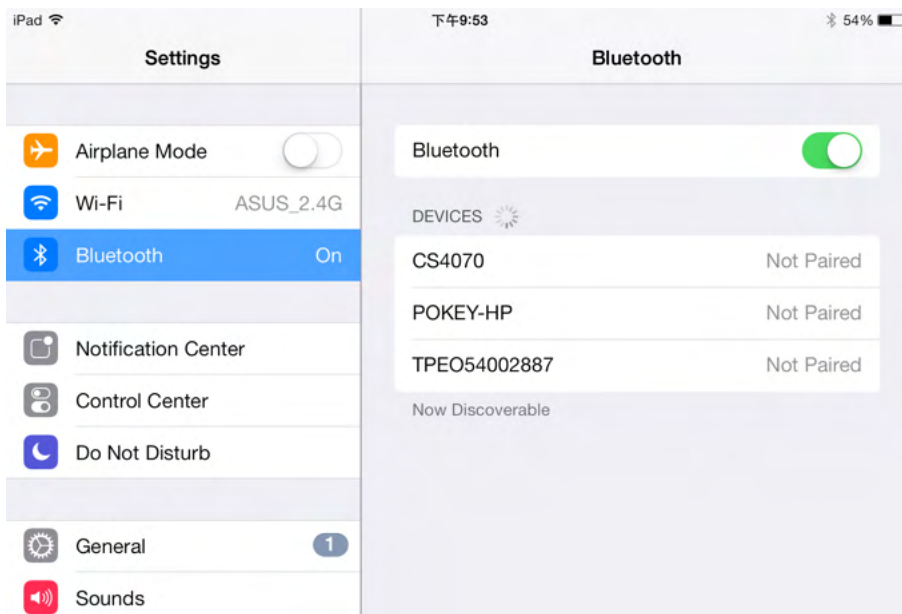 iPad 下午9:53 54%
Settings
Bluetooth
Airplane Mode
Wi-Fi ASUS_2.4G
Bluetooth On
Notification Center
Control Center
Do Not Disturb
General 1
Sounds
Bluetooth
DEVICES
CS4070 Not Paired
POKEY-HP Not Paired
TPEO54002887 Not Paired
Now Discoverable